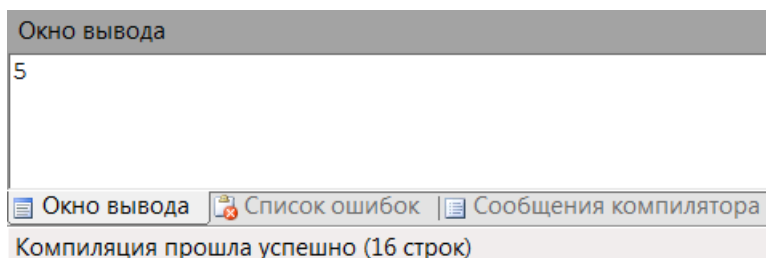 Окно вывода
5
Окно вывода Список ошибок Сообщения компилятора
Компиляция прошла успешно (16 строк)